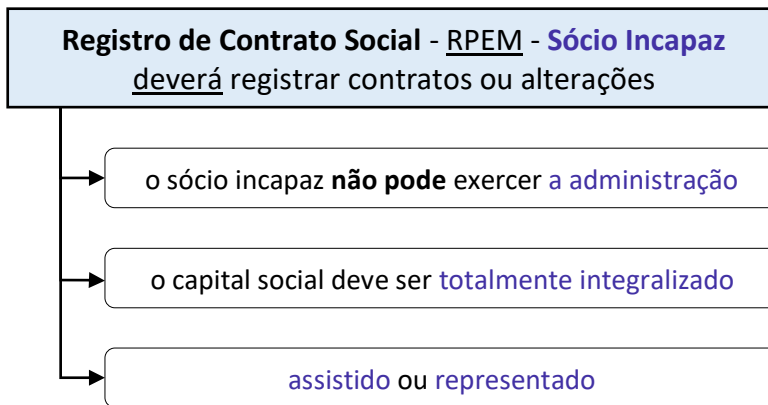 Registro de Contrato Social - RPEM - Sócio Incapaz
deverá registrar contratos ou alterações
o sócio incapaz não pode exercer a administração
o capital social deve ser totalmente integralizado
assistido ou representado